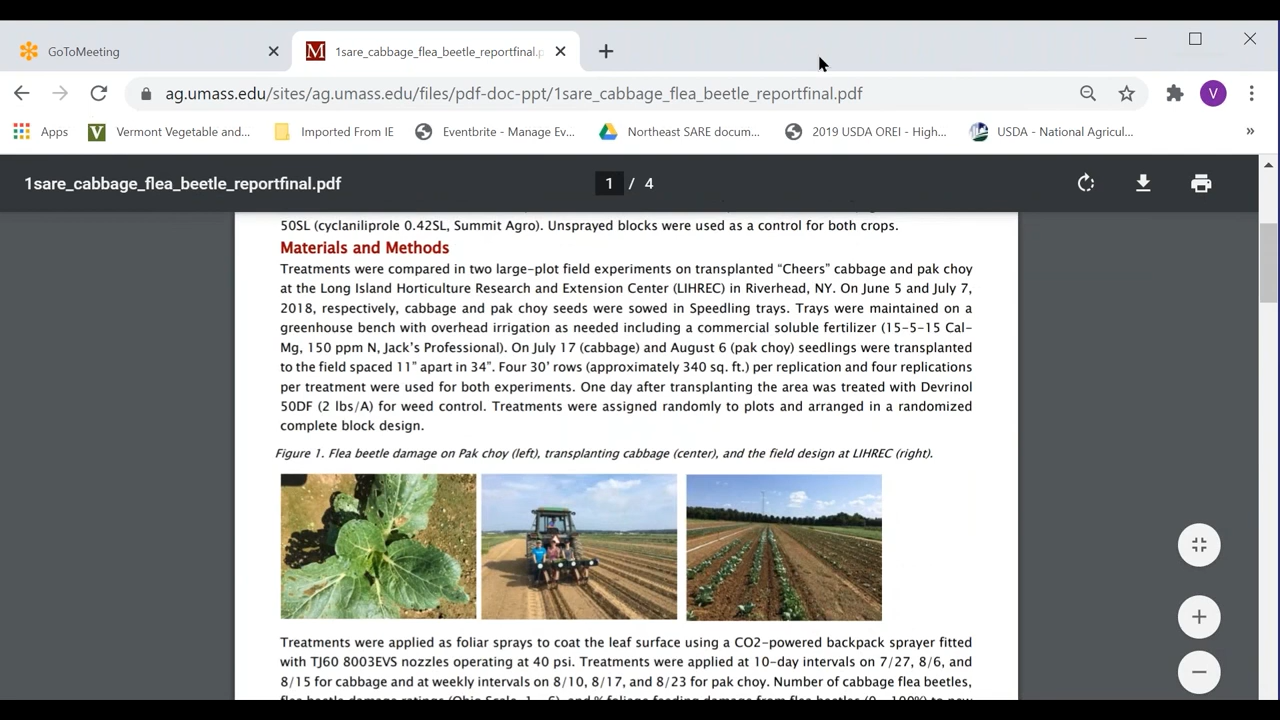 GoToMeeting
1sare_cabbage_flea_beetle_reportfinal.p
ag.umass.edu/sites/ag.umass.edu/files/pdf-doc-ppt/1sare_cabbage_flea_beetle_reportfinal.pdf
V
Apps
Vermont Vegetable and...
Imported From IE
Eventbrite - Manage Ev...
Northeast SARE docum...
2019 USDA OREI - High...
USDA - National Agricul...
1sare_cabbage_flea_beetle_reportfinal.pdf
1 / 4
50SL (cyclaniliprole 0.42SL, Summit Agro). Unsprayed blocks were used as a control for both crops.
Materials and Methods
Treatments were compared in two large-plot field experiments on transplanted “Cheers” cabbage and pak choy
at the Long Island Horticulture Research and Extension Center (LIHREC) in Riverhead, NY. On June 5 and July 7,
2018, respectively, cabbage and pak choy seeds were sowed in Speedling trays. Trays were maintained on a
greenhouse bench with overhead irrigation as needed including a commercial soluble fertilizer (15-5-15 Cal-
Mg, 150 ppm N, Jack’s Professional). On July 17 (cabbage) and August 6 (pak choy) seedlings were transplanted
to the field spaced 11” apart in 34”. Four 30’ rows (approximately 340 sq. ft.) per replication and four replications
per treatment were used for both experiments. One day after transplanting the area was treated with Devrinol
50DF (2 lbs/A) for weed control. Treatments were assigned randomly to plots and arranged in a randomized
complete block design.
Figure 1. Flea beetle damage on Pak choy (left), transplanting cabbage (center), and the field design at LIHREC (right).
Treatments were applied as foliar sprays to coat the leaf surface using a CO2-powered backpack sprayer fitted
with TJ60 8003EVS nozzles operating at 40 psi. Treatments were applied at 10-day intervals on 7/27, 8/6, and
8/15 for cabbage and at weekly intervals on 8/10, 8/17, and 8/23 for pak choy. Number of cabbage flea beetles,